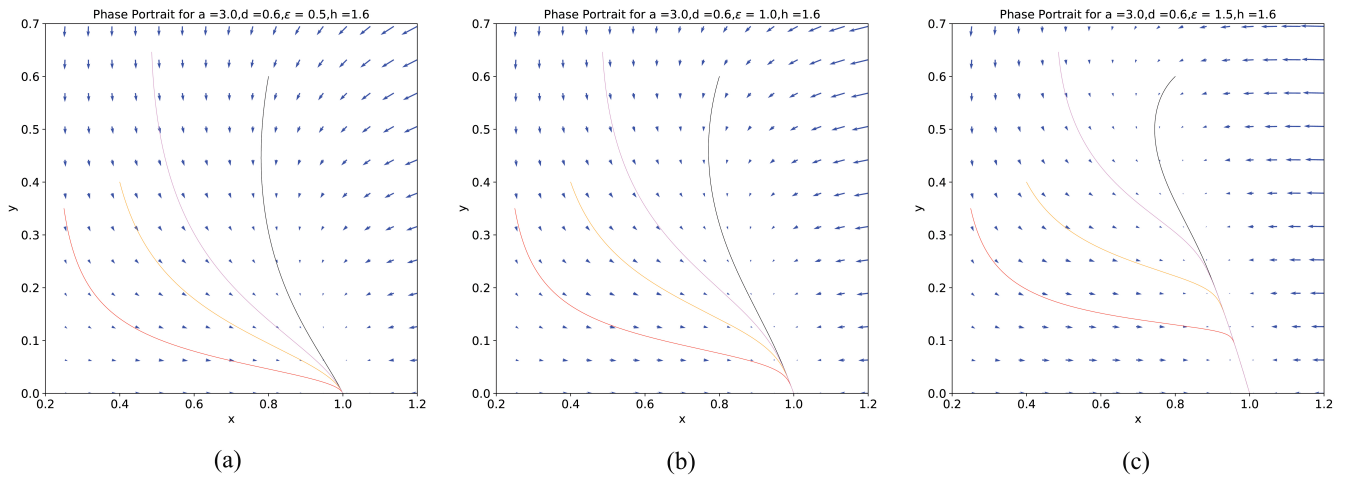 Phase Portrait for a =3.0,d =0.6,ε = 0.5,h =1.6
0.7
0.6
0.5
0.4
0.3
0.2
0.1
0.0
y
0.2 0.4 0.6 0.8 1.0 1.2
x
(a)
Phase Portrait for a =3.0,d =0.6,ε = 1.0,h =1.6
0.7
0.6
0.5
0.4
0.3
0.2
0.1
0.0
y
0.2 0.4 0.6 0.8 1.0 1.2
x
(b)
Phase Portrait for a =3.0,d =0.6,ε = 1.5,h =1.6
0.7
0.6
0.5
0.4
0.3
0.2
0.1
0.0
y
0.2 0.4 0.6 0.8 1.0 1.2
x
(c)